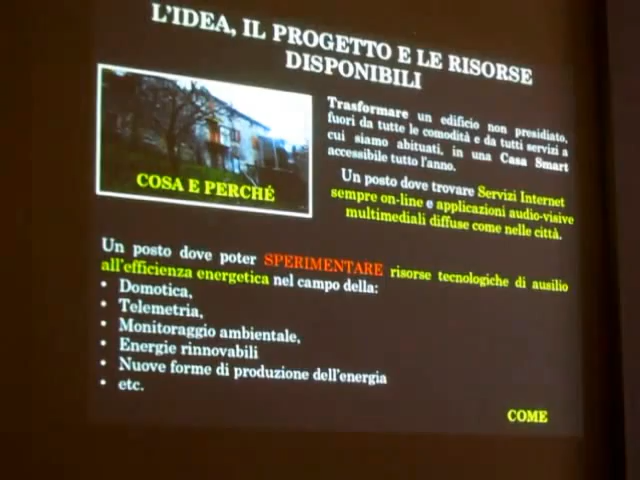 L'IDEA, IL PROGETTO E LE RISORSE
DISPONIBILI
COSA E PERCHÉ
Trasformare un edificio non presidiato,
fuori da tutte le comodità e da tutti servizi a
cui siamo abituati, in una Casa Smart
accessibile tutto l'anno.
Un posto dove trovare Servizi Internet
sempre on-line e applicazioni audio-visive
multimediali diffuse come nelle città.
Un posto dove poter SPERIMENTARE risorse tecnologiche di ausilio
all'efficienza energetica nel campo della:
• Domotica,
• Telemetria,
• Monitoraggio ambientale,
• Energie rinnovabili
• Nuove forme di produzione dell'energia
• etc.
COME